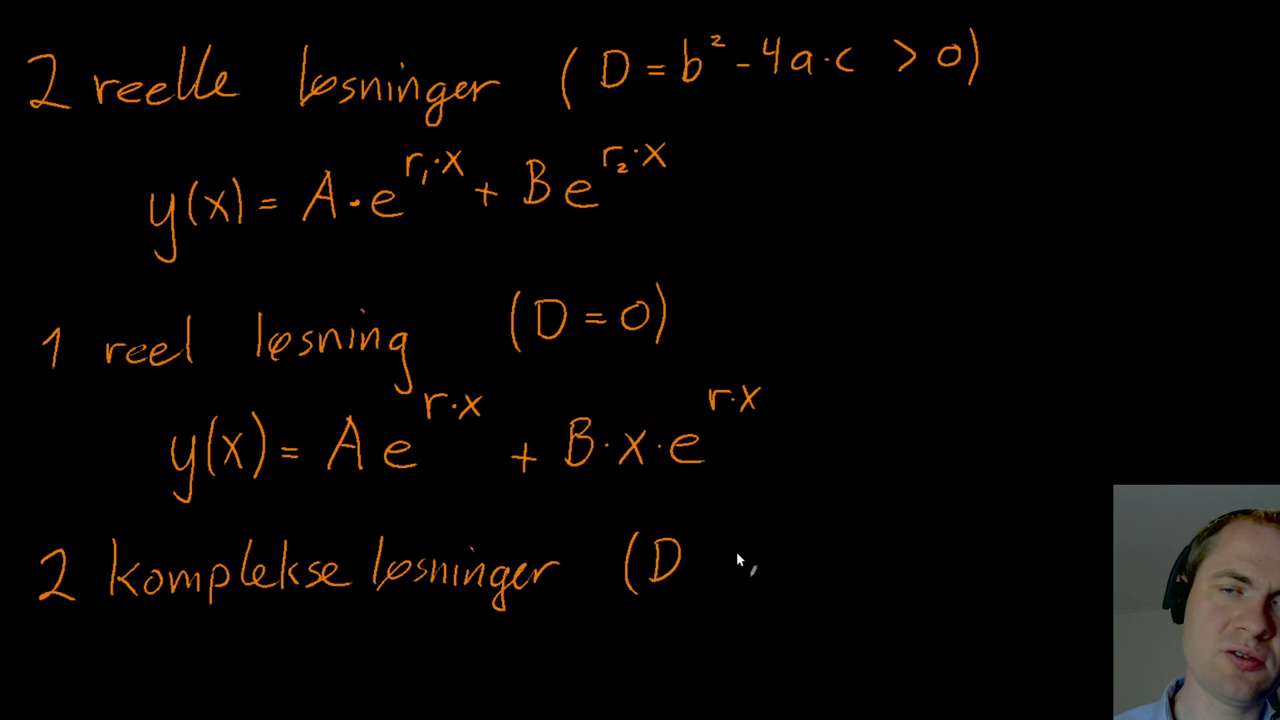 2 reelle løsninger (D = b² - 4a·c > 0)
y(x) = A·e^{r₁·x} + Be^{r₂·x}
1 reel løsning (D = 0)
y(x) = Ae^{r·x} + B·x·e^{r·x}
2 komplekse løsninger (D